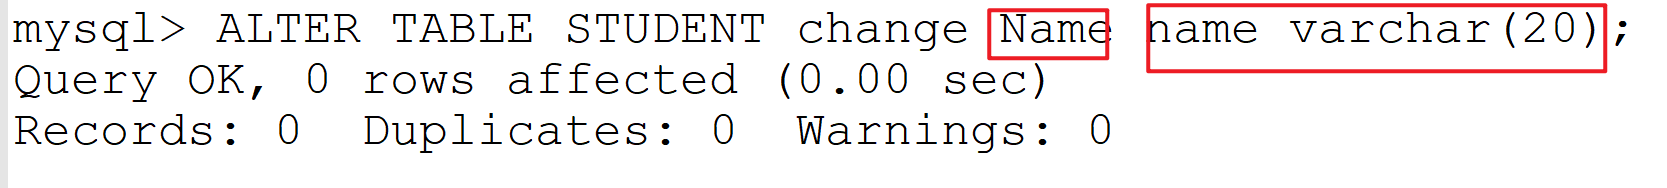 mysql> ALTER TABLE STUDENT change Name name varchar(20);
Query OK, 0 rows affected (0.00 sec)
Records: 0  Duplicates: 0  Warnings: 0